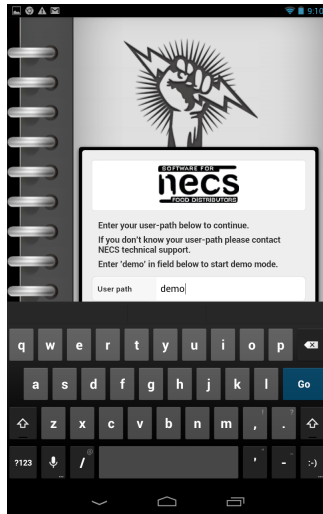 9:10
SOFTWARE FOR
necs
FOOD DISTRIBUTORS
Enter your user-path below to continue.
If you don't know your user-path please contact
NECS technical support.
Enter 'demo' in field below to start demo mode.
User path demo
q w e r t y u i o p
a s d f g h j k l Go
z x c v b n m , ! . ?
?123 / @ ' " - _ :-)